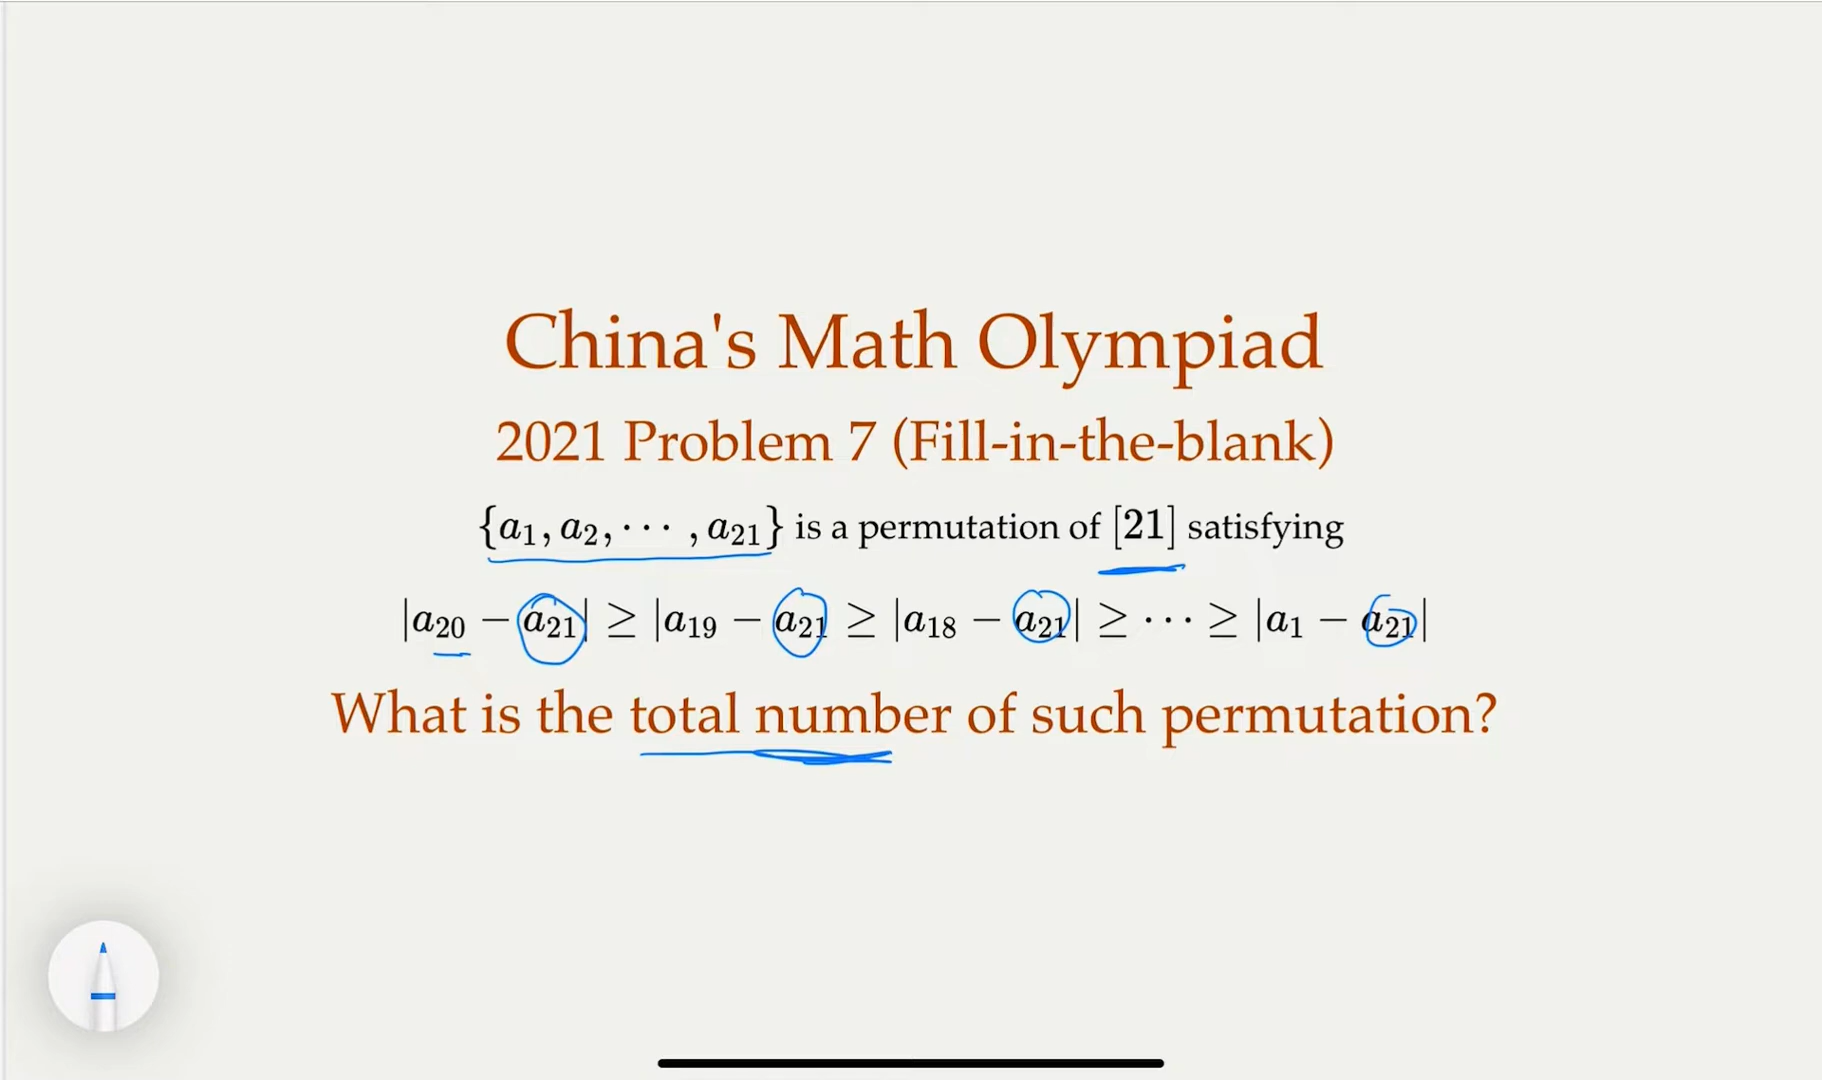 China's Math Olympiad
2021 Problem 7 (Fill-in-the-blank)
{a₁, a₂, ⋯ , a₂₁} is a permutation of [21] satisfying
|a₂₀ − a₂₁| ≥ |a₁₉ − a₂₁ ≥ |a₁₈ − a₂₁| ≥ ⋯ ≥ |a₁ − a₂₁|
What is the total number of such permutation?